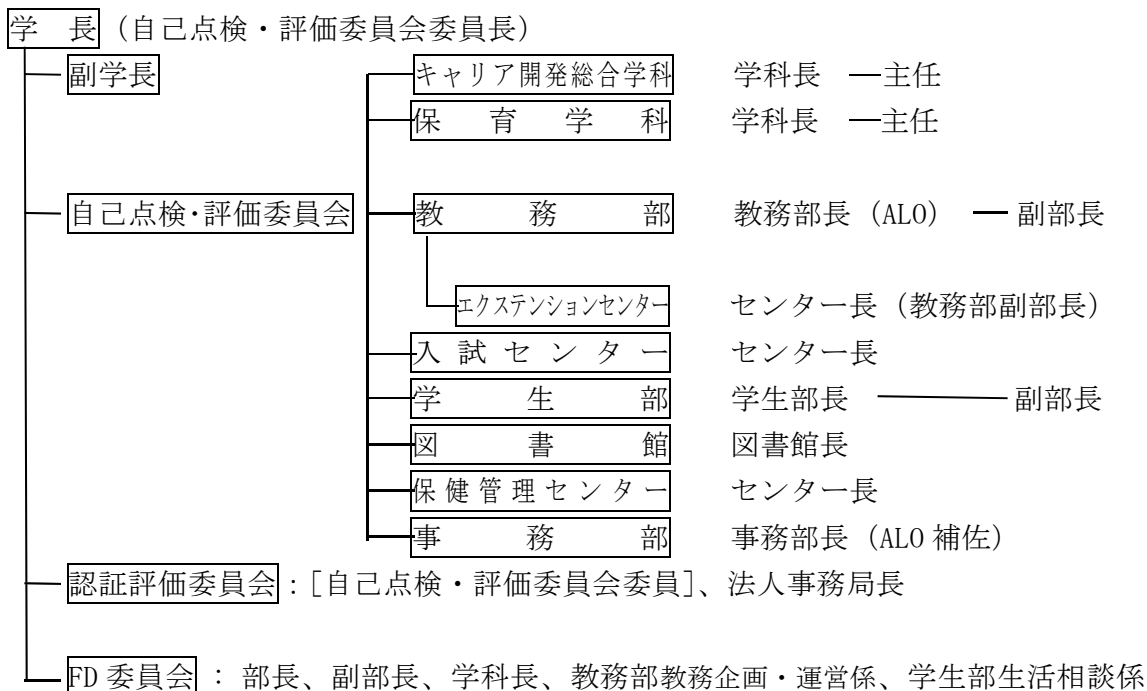 学 長 (自己点検・評価委員会委員長)
副学長 キャリア開発総合学科 学科長 ―主任
保育学科 学科長 ―主任
自己点検・評価委員会 教務部 教務部長 (ALO) ― 副部長
エクステンションセンター センター長 (教務部副部長)
入試センター センター長
学生部 学生部長 ――― 副部長
図書館 図書館長
保健管理センター センター長
事務部 事務部長 (ALO 補佐)
認証評価委員会:[自己点検・評価委員会委員]、法人事務局長
FD 委員会 : 部長、副部長、学科長、教務部教務企画・運営係、学生部生活相談係